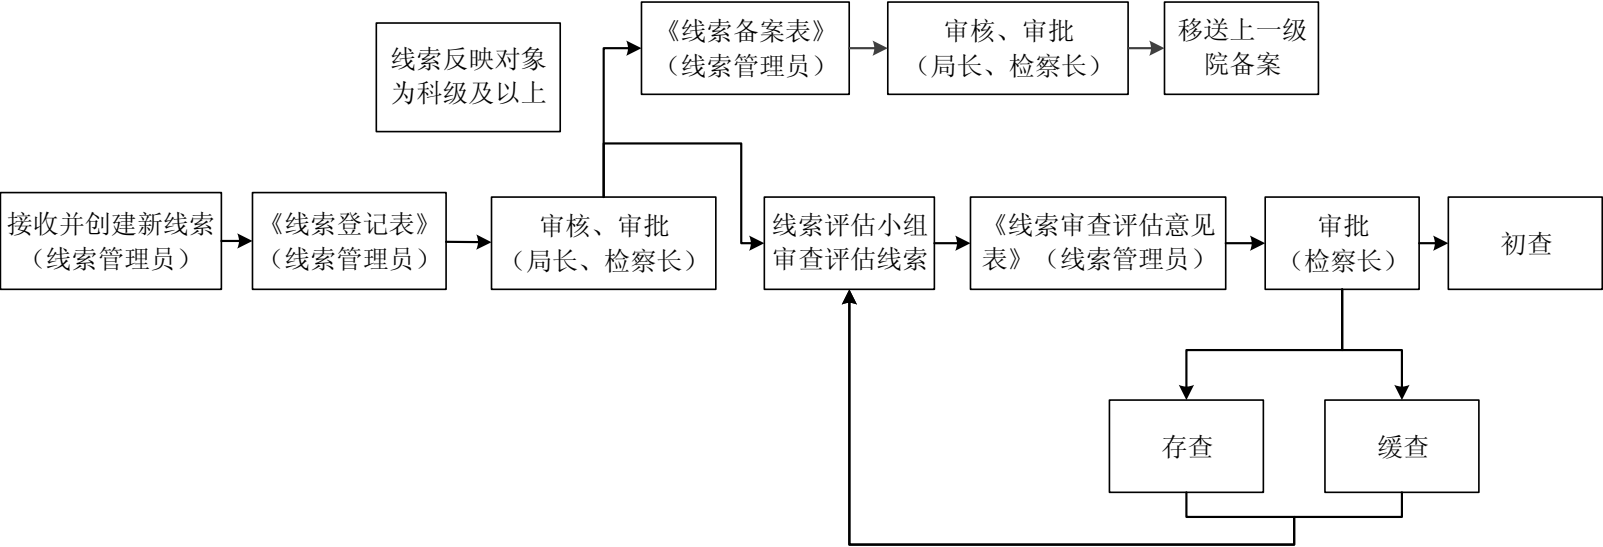 《线索备案表》
（线索管理员）
审核、审批
（局长、检察长）
移送上一级
院备案
线索反映对象
为科级及以上
接收并创建新线索
（线索管理员）
《线索登记表》
（线索管理员）
审核、审批
（局长、检察长）
线索评估小组
审查评估线索
《线索审查评估意见
表》（线索管理员）
审批
（检察长）
初查
存查
缓查